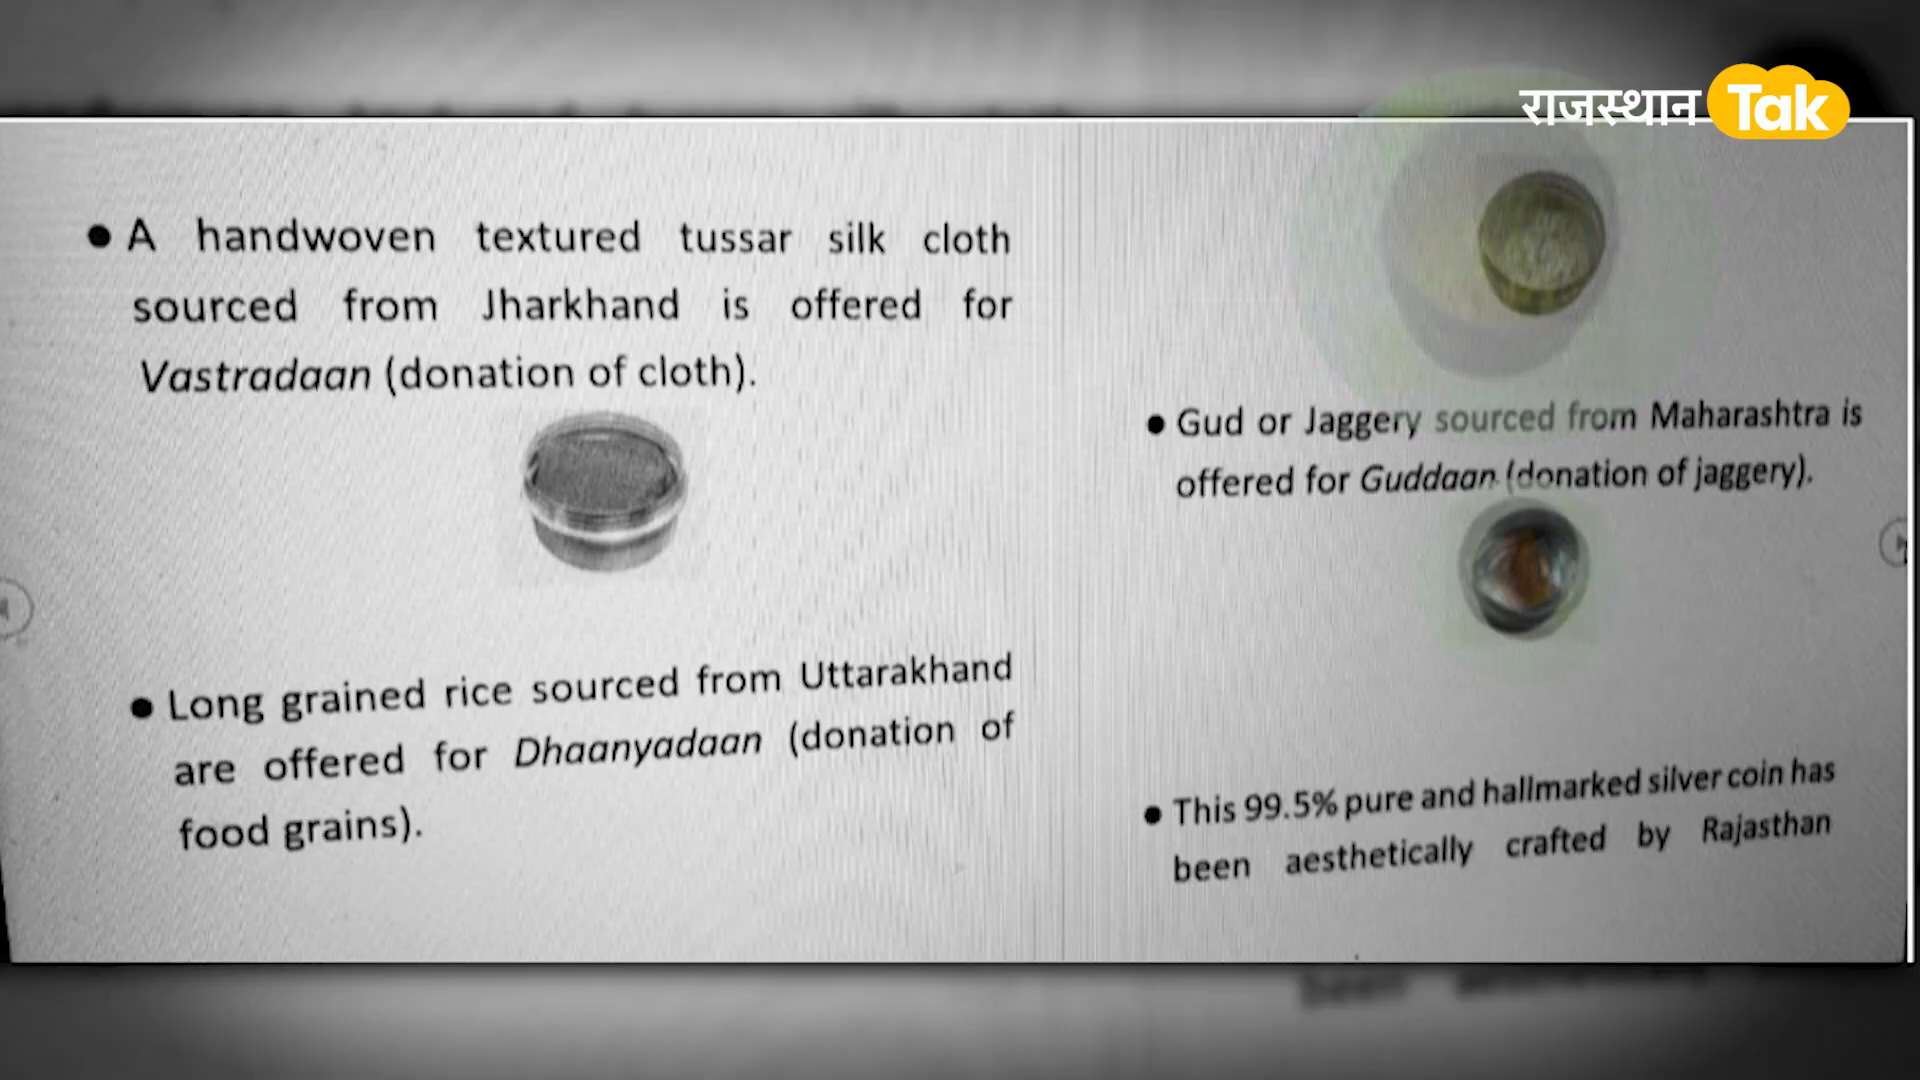 राजस्थान Tak
A handwoven textured tussar silk cloth
sourced from Jharkhand is offered for
Vastradaan (donation of cloth).
Long grained rice sourced from Uttarakhand
are offered for Dhaanyadaan (donation of
food grains).
Gud or Jaggery sourced from Maharashtra is
offered for Guddaan (donation of jaggery).
This 99.5% pure and hallmarked silver coin has
been aesthetically crafted by Rajasthan